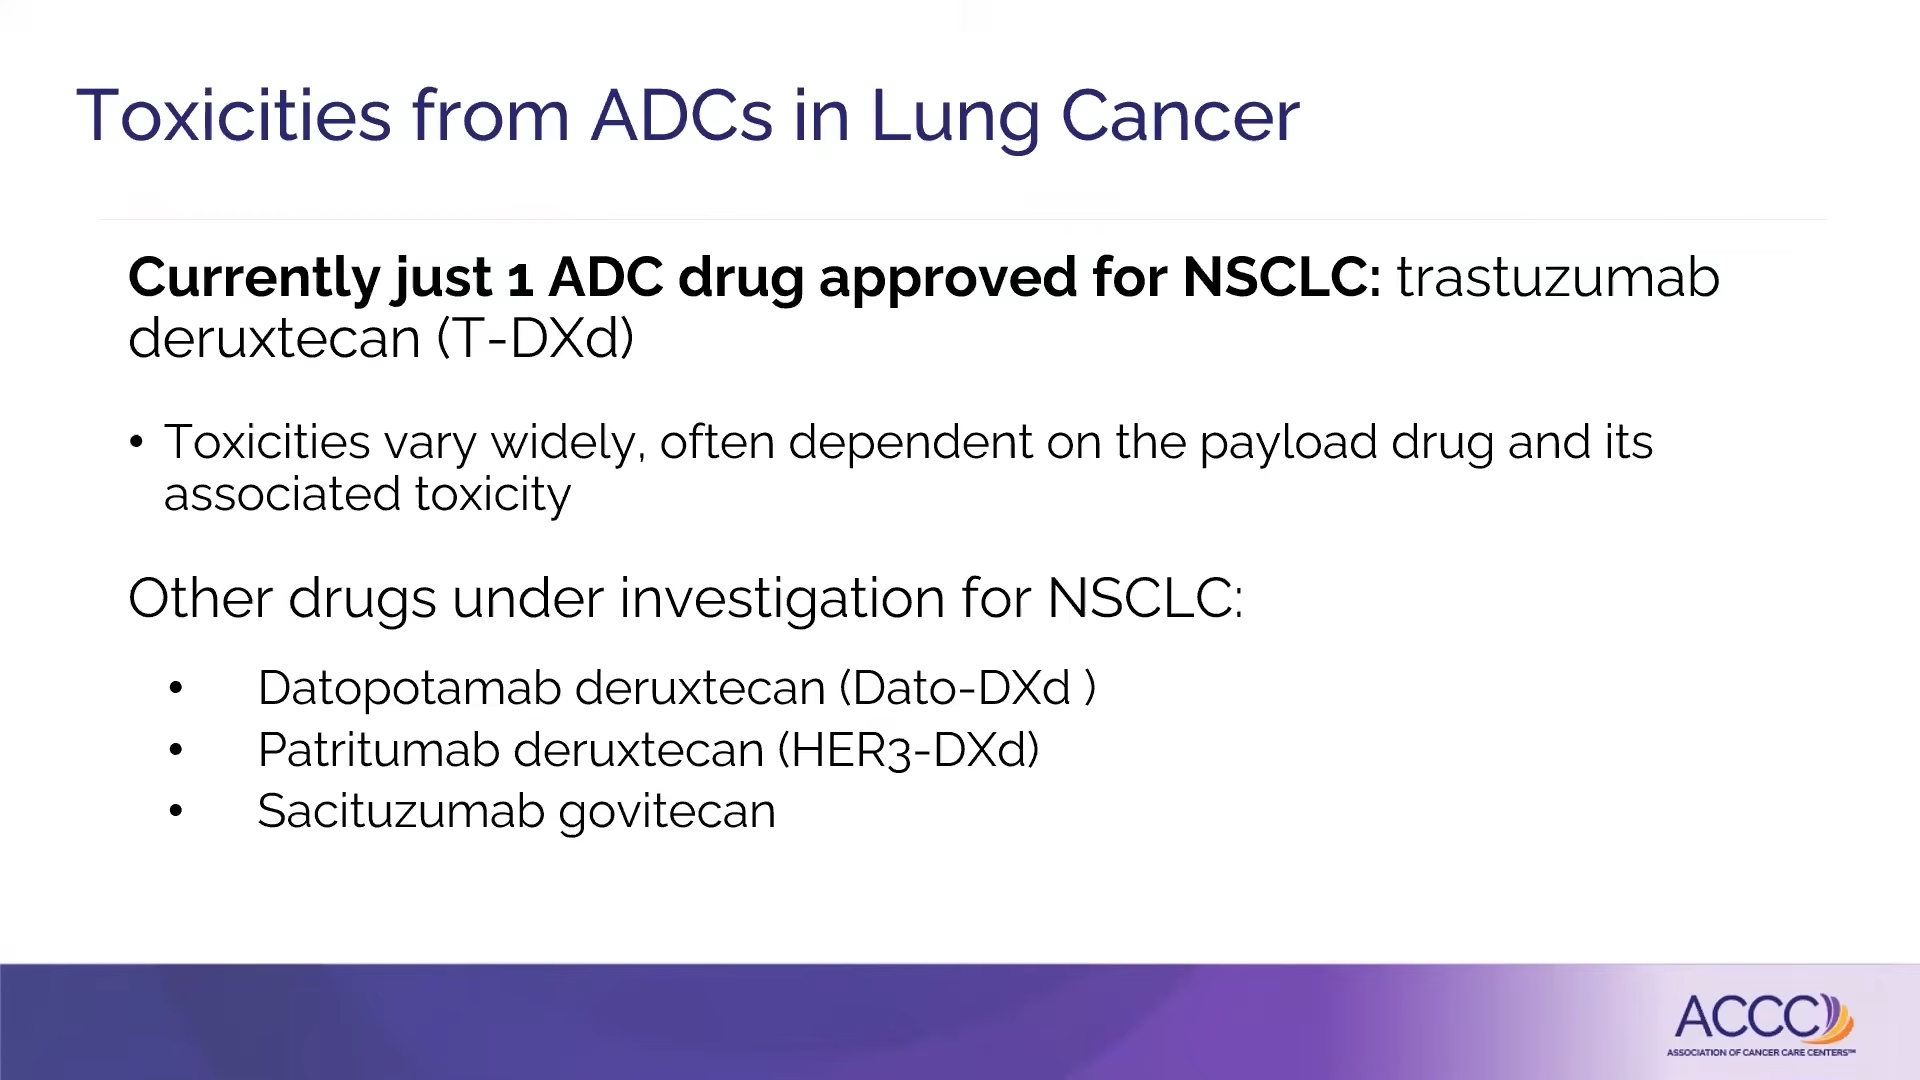 Toxicities from ADCs in Lung Cancer
Currently just 1 ADC drug approved for NSCLC: trastuzumab
deruxtecan (T-DXd)
• Toxicities vary widely, often dependent on the payload drug and its
associated toxicity
Other drugs under investigation for NSCLC:
• Datopotamab deruxtecan (Dato-DXd )
• Patritumab deruxtecan (HER3-DXd)
• Sacituzumab govitecan
ACCC
ASSOCIATION OF CANCER CARE CENTERS™